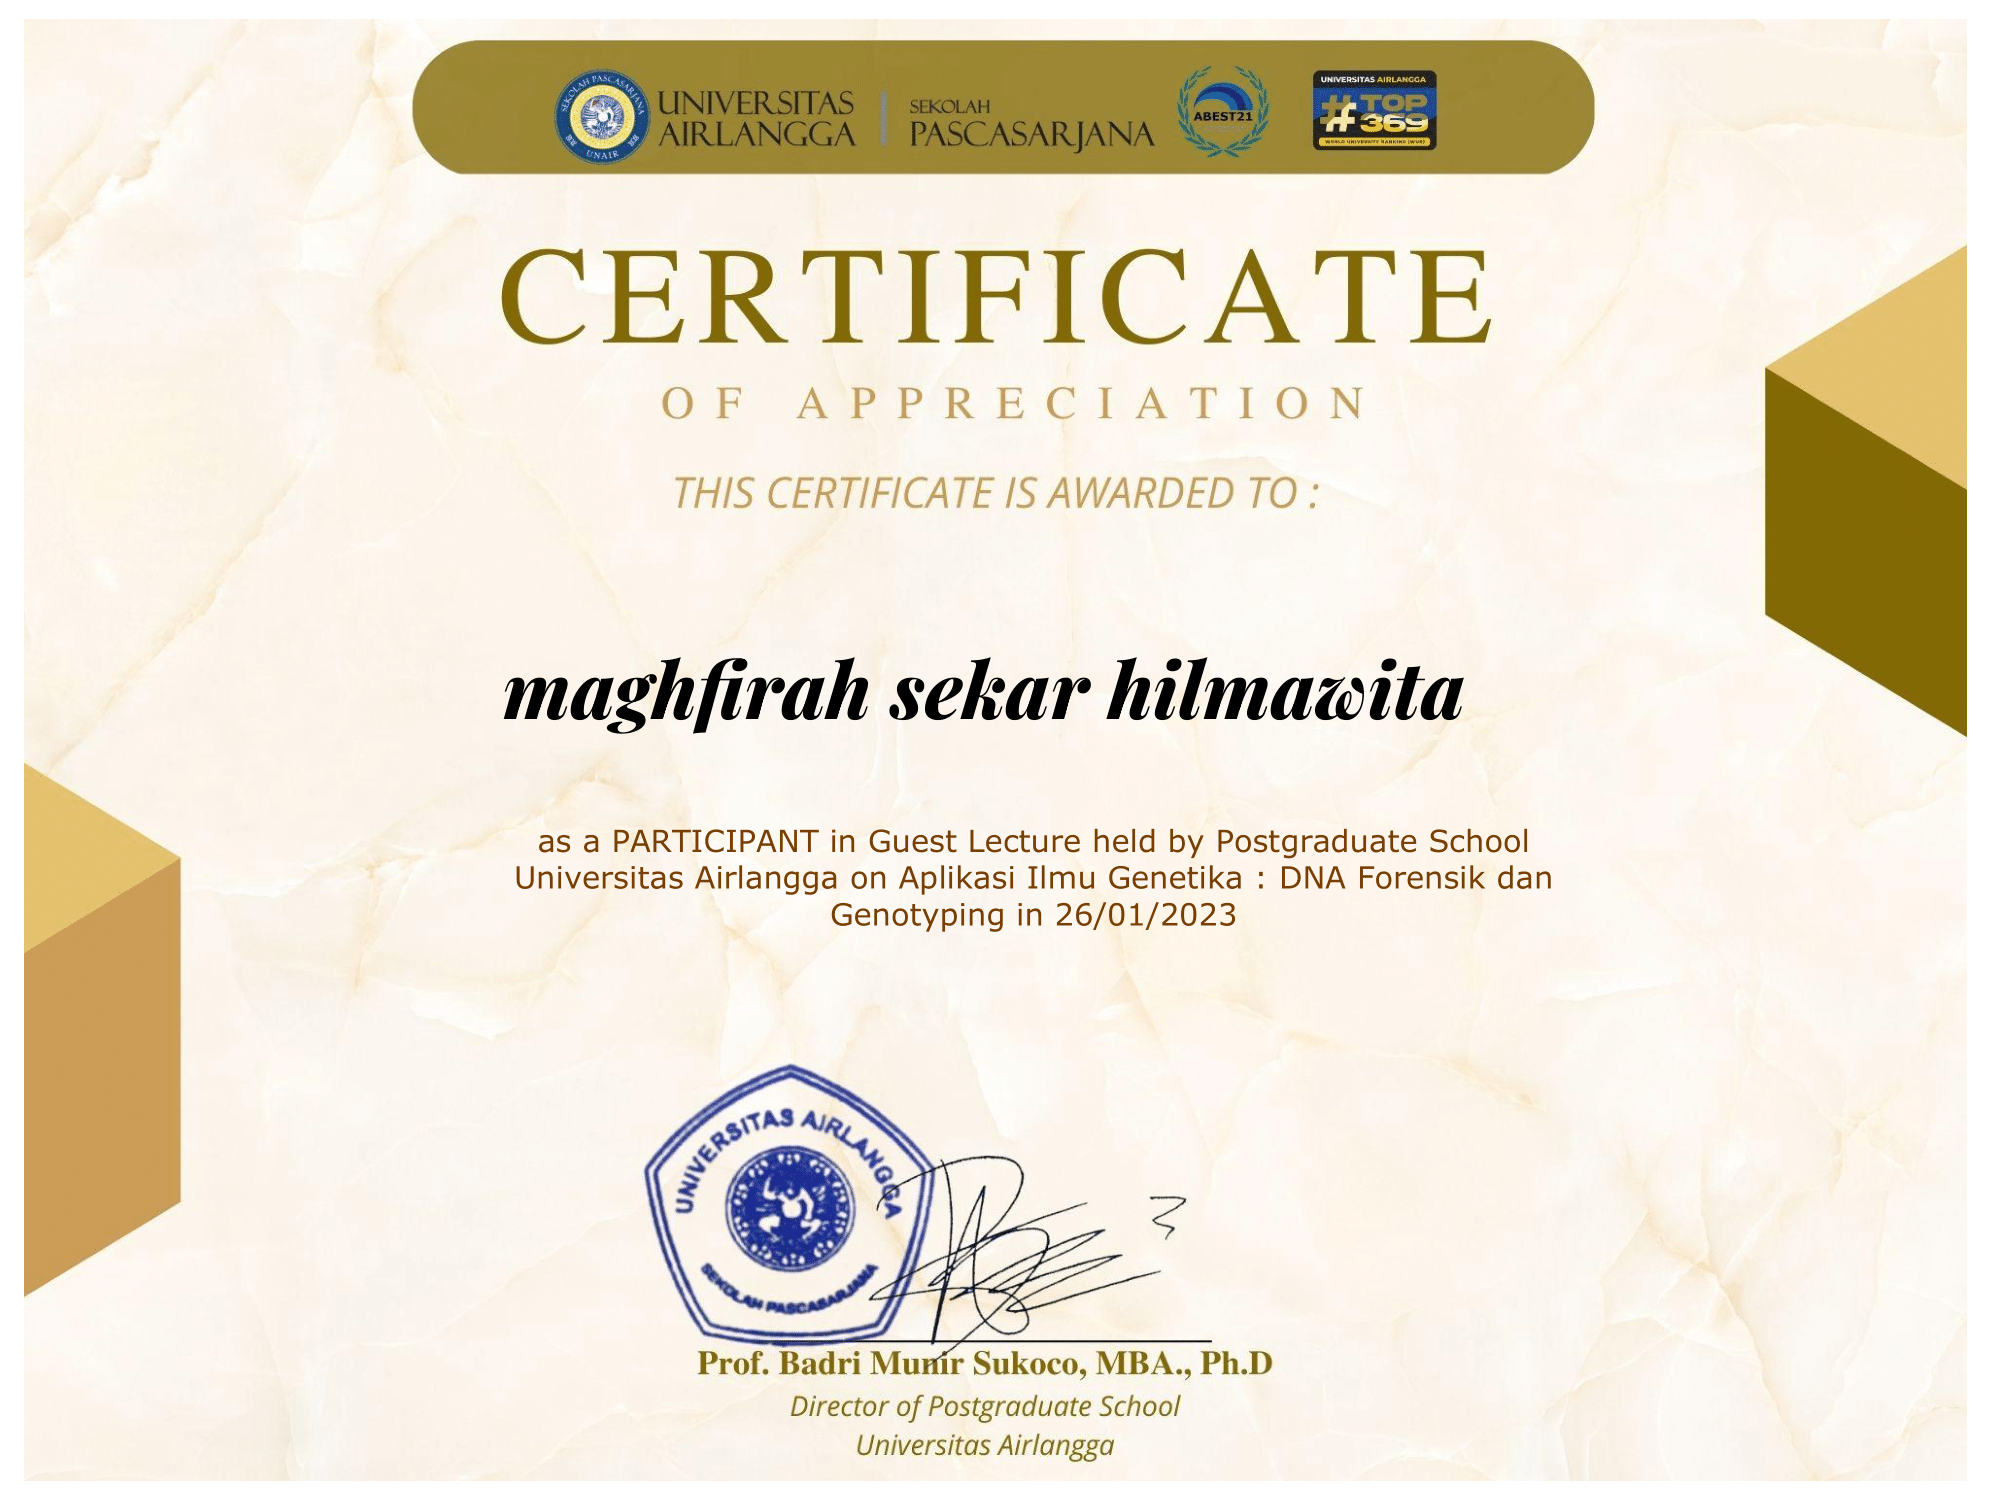 SEKOLAH PASCASARJANA
UNAIR
UNIVERSITAS
AIRLANGGA
SEKOLAH
PASCASARJANA
ABEST21
UNIVERSITAS AIRLANGGA
# TOP
369
WORLD UNIVERSITY RANKING (WUR)
CERTIFICATE
OF APPRECIATION
THIS CERTIFICATE IS AWARDED TO :
maghfirah sekar hilmawita
as a PARTICIPANT in Guest Lecture held by Postgraduate School
Universitas Airlangga on Aplikasi Ilmu Genetika : DNA Forensik dan
Genotyping in 26/01/2023
UNIVERSITAS AIRLANGGA
SEKOLAH PASCASARJANA
Prof. Badri Munir Sukoco, MBA., Ph.D
Director of Postgraduate School
Universitas Airlangga